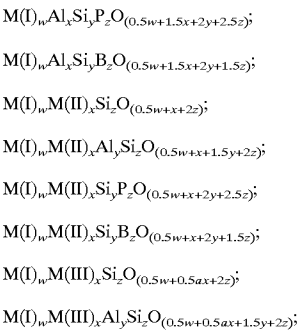 M(I)wAlxSiyPzO(0.5w+1.5x+2y+2.5z);
M(I)wAlxSiyBzO(0.5w+1.5x+2y+1.5z);
M(I)wM(II)xSizO(0.5w+x+2z);
M(I)wM(II)xAlySizO(0.5w+x+1.5y+2z);
M(I)wM(II)xSiyPzO(0.5w+x+2y+2.5z);
M(I)wM(II)xSiyBzO(0.5w+x+2y+1.5z);
M(I)wM(III)xSizO(0.5w+0.5ax+2z);
M(I)wM(III)xAlySizO(0.5w+0.5ax+1.5y+2z);